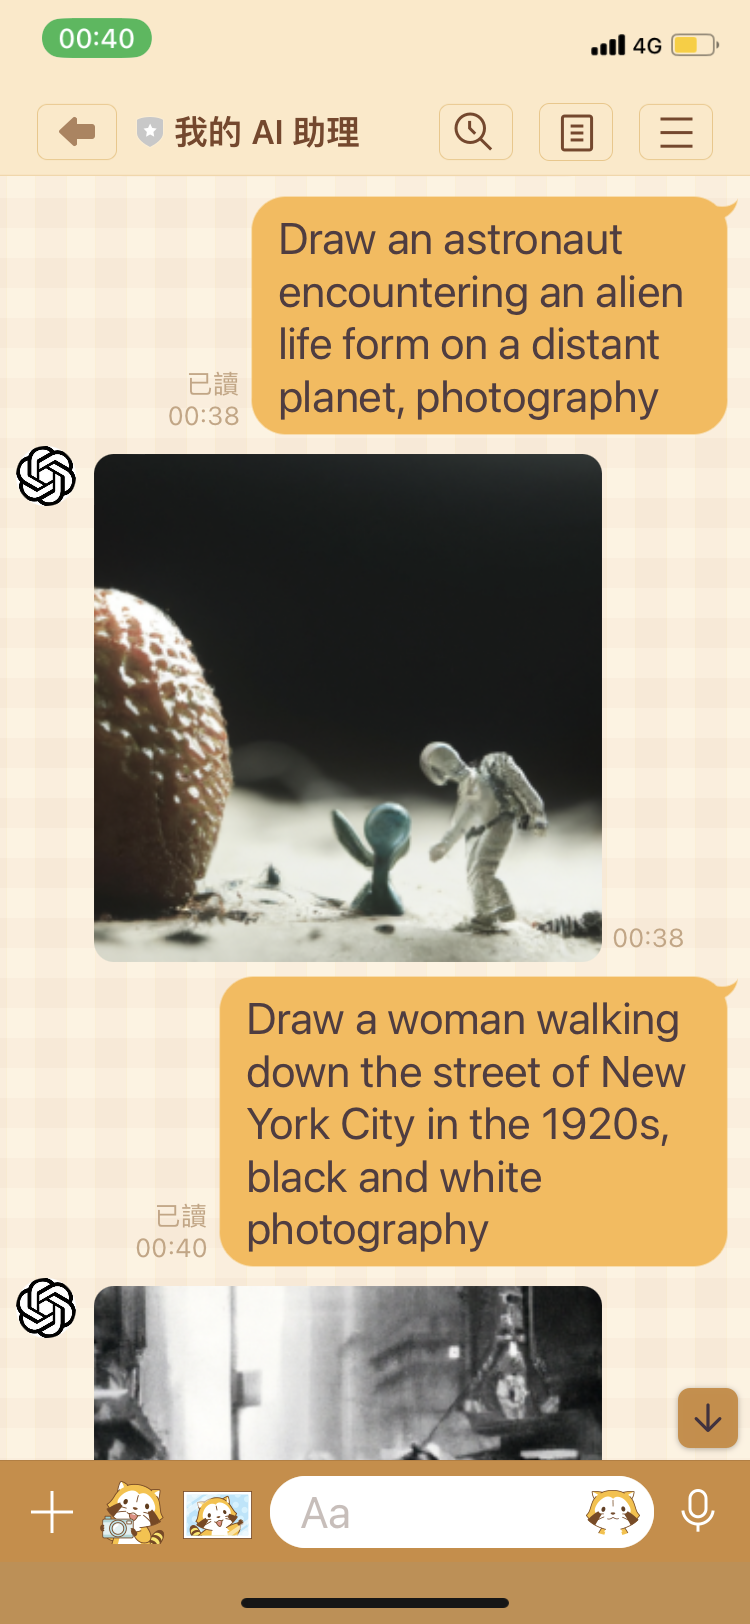 00:40
4G
我的 AI 助理
Draw an astronaut
encountering an alien
life form on a distant
planet, photography
已讀
00:38
00:38
Draw a woman walking
down the street of New
York City in the 1920s,
black and white
photography
已讀
00:40
Aa